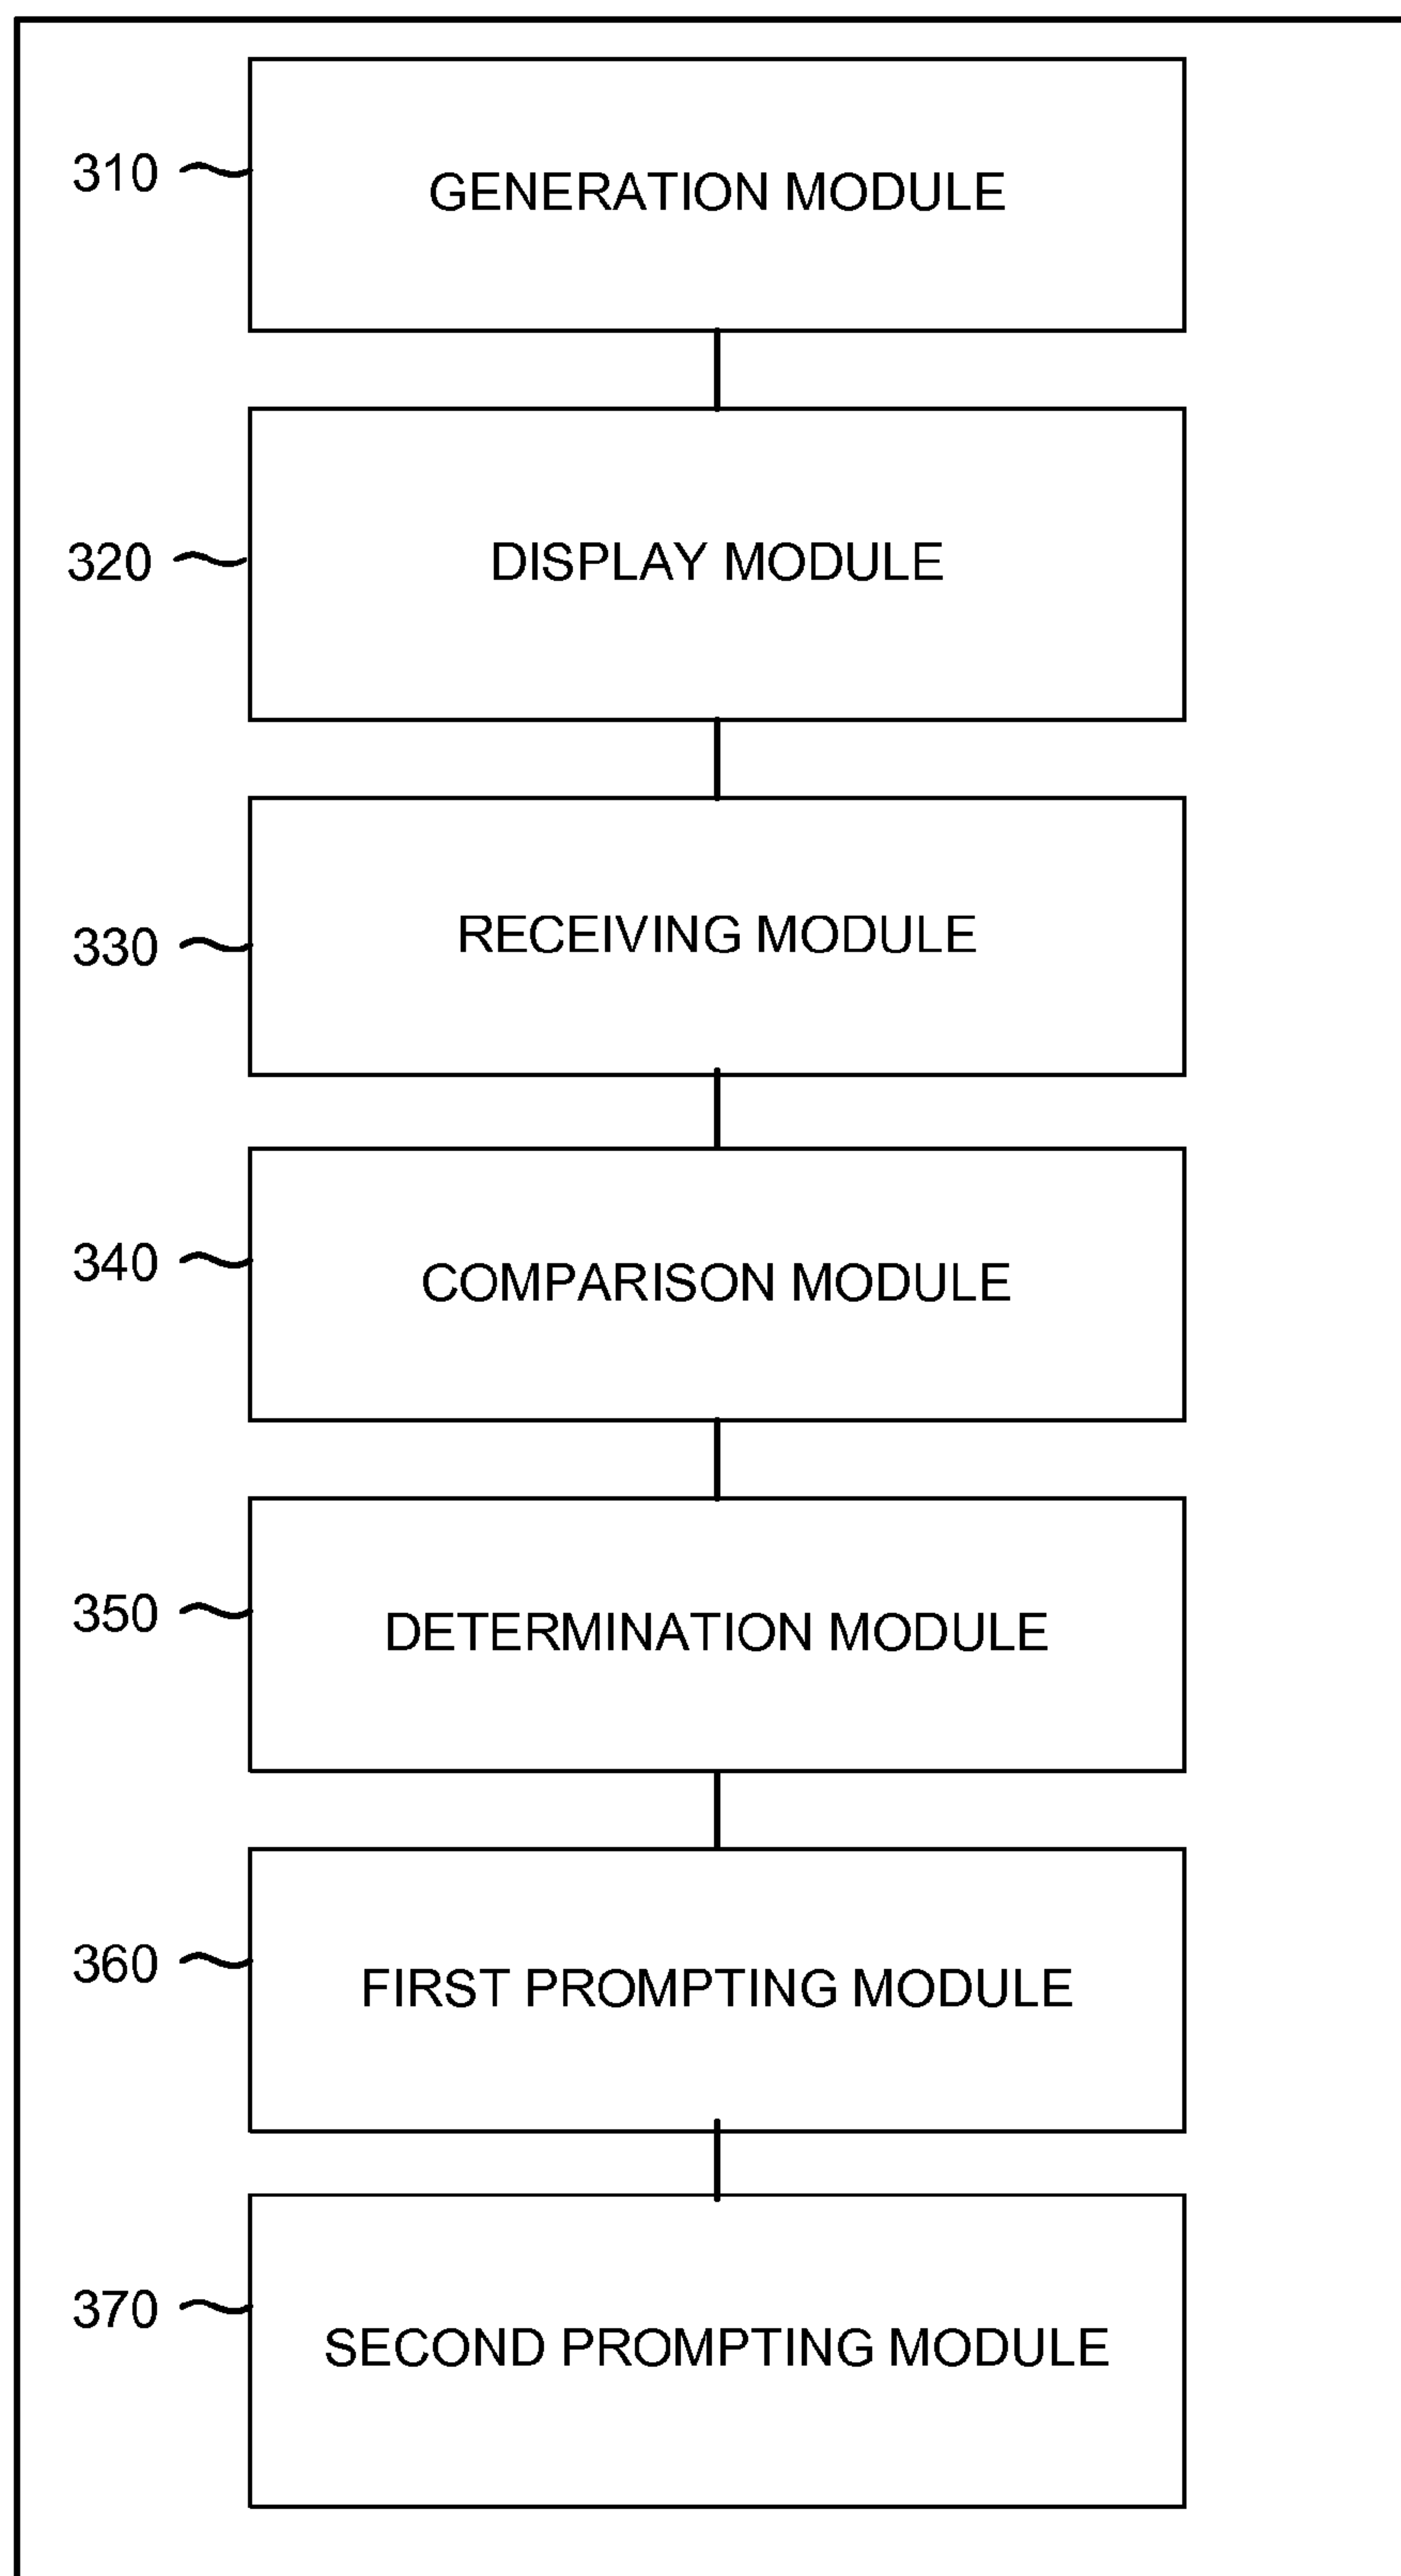 310
GENERATION MODULE
320
DISPLAY MODULE
330
RECEIVING MODULE
340
COMPARISON MODULE
350
DETERMINATION MODULE
360
FIRST PROMPTING MODULE
370
SECOND PROMPTING MODULE